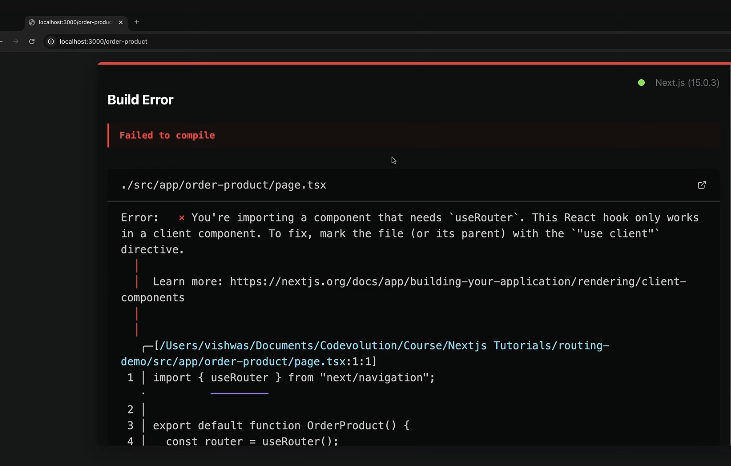 localhost:3000/order-produc
localhost:3000/order-product
Next.js (15.0.3)
Build Error
Failed to compile
./src/app/order-product/page.tsx
Error:   × You're importing a component that needs `useRouter`. This React hook only works
in a client component. To fix, mark the file (or its parent) with the `"use client"`
directive.
│
│  Learn more: https://nextjs.org/docs/app/building-your-application/rendering/client-
components
│
│
╭─[/Users/vishwas/Documents/Codevolution/Course/Nextjs Tutorials/routing-
demo/src/app/order-product/page.tsx:1:1]
1 │ import { useRouter } from "next/navigation";
·
2 │
3 │ export default function OrderProduct() {
4 │   const router = useRouter();